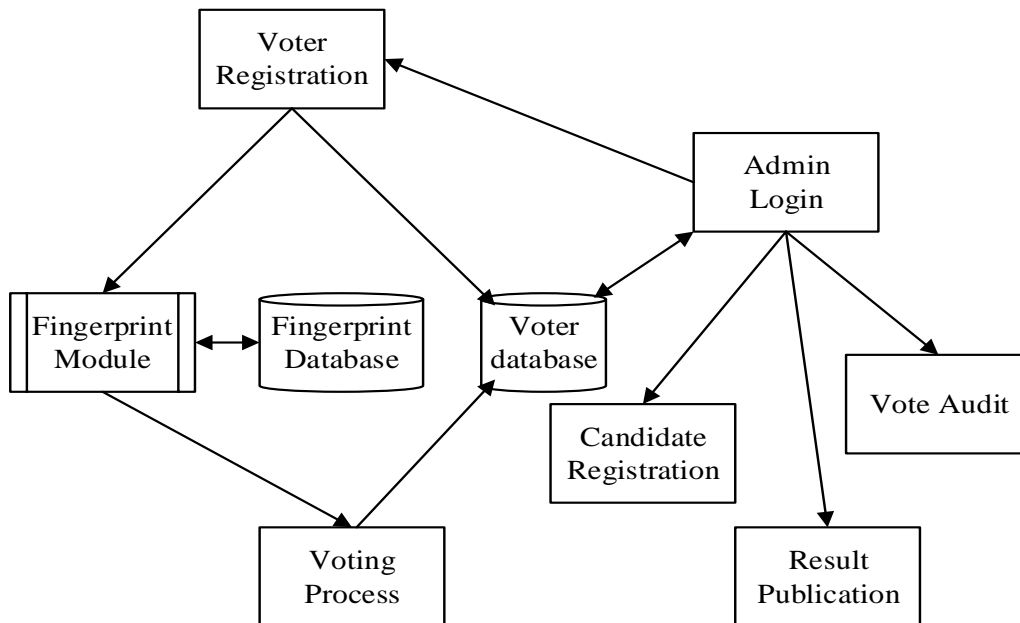 Voter
Registration
Admin
Login
Fingerprint
Module
Fingerprint
Database
Voter
database
Vote Audit
Candidate
Registration
Voting
Process
Result
Publication